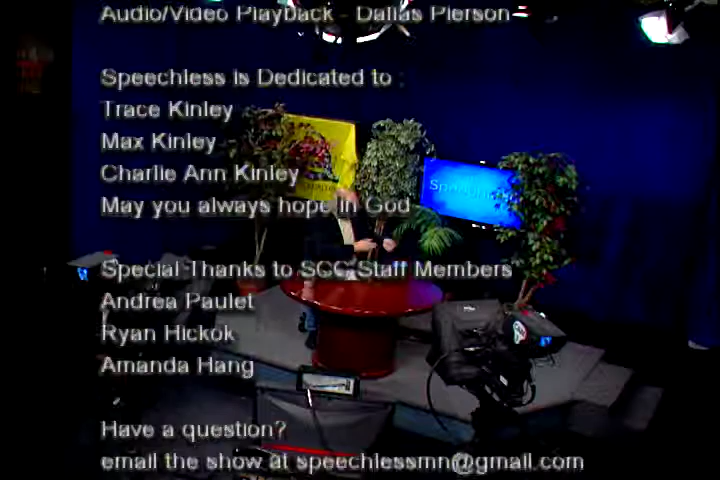 Audio/Video Playback - Dallas Pierson
Speechless is Dedicated to :
Trace Kinley
Max Kinley
Charlie Ann Kinley
May you always hope in God
Special Thanks to SCC Staff Members
Andrea Paulet
Ryan Hickok
Amanda Hang
Have a question?
email the show at speechlessmn@gmail.com